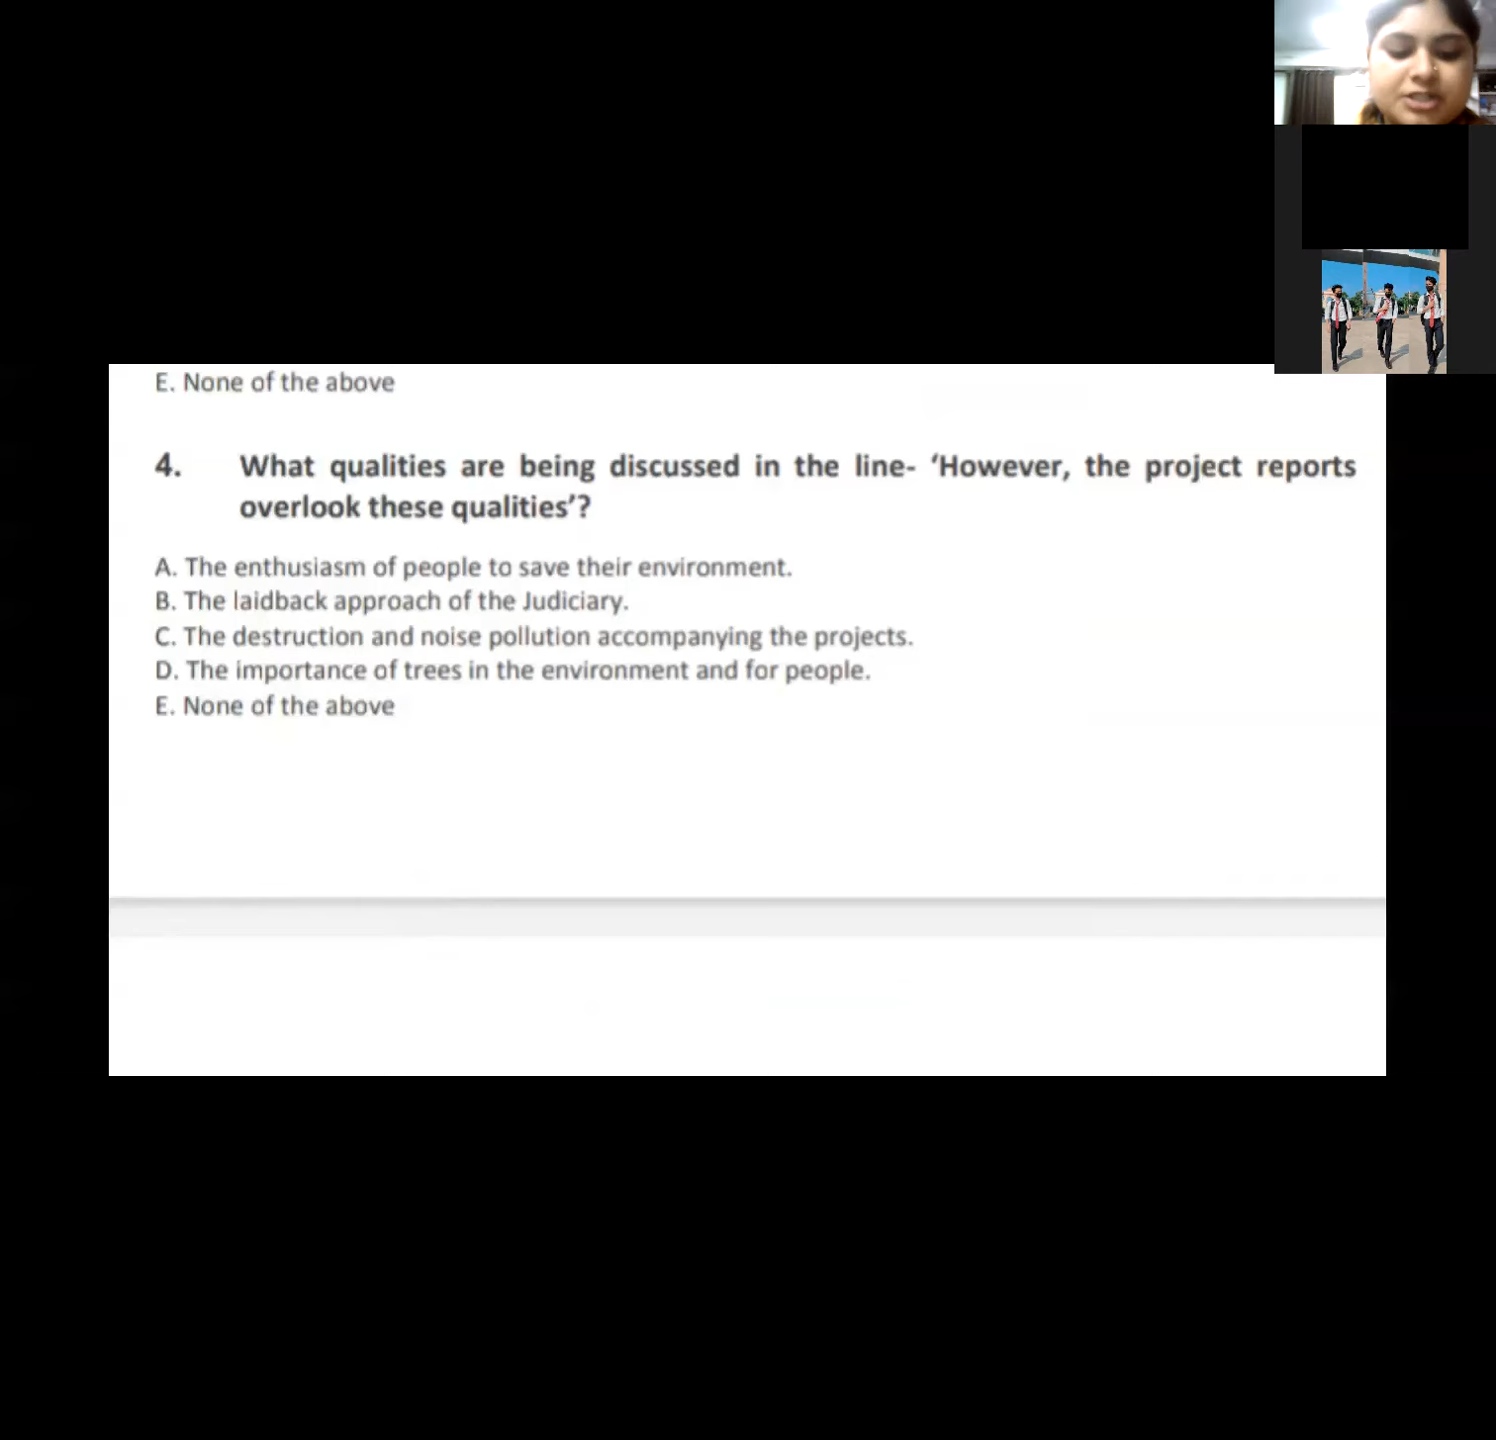 E. None of the above
4. What qualities are being discussed in the line- ‘However, the project reports
overlook these qualities’?
A. The enthusiasm of people to save their environment.
B. The laidback approach of the Judiciary.
C. The destruction and noise pollution accompanying the projects.
D. The importance of trees in the environment and for people.
E. None of the above